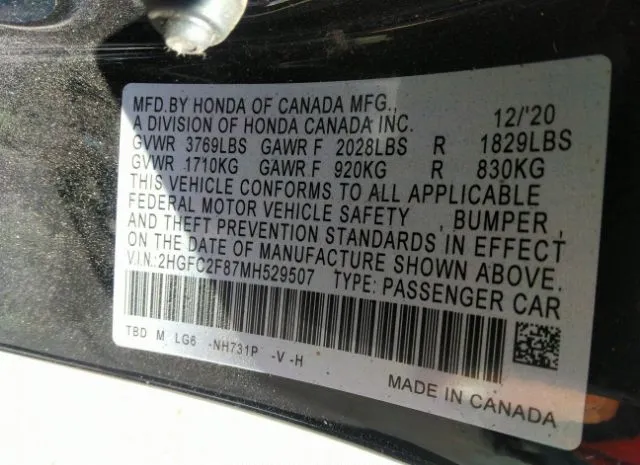 MFD.BY HONDA OF CANADA MFG.,
A DIVISION OF HONDA CANADA INC. 12/'20
GVWR 3769LBS GAWR F 2028LBS R 1829LBS
GVWR 1710KG GAWR F 920KG R 830KG
THIS VEHICLE CONFORMS TO ALL APPLICABLE
FEDERAL MOTOR VEHICLE SAFETY , BUMPER ,
AND THEFT PREVENTION STANDARDS IN EFFECT
ON THE DATE OF MANUFACTURE SHOWN ABOVE.
V.I.N.:2HGFC2F87MH529507 TYPE: PASSENGER CAR
TBD M LG6 -NH731P -V -H
MADE IN CANADA